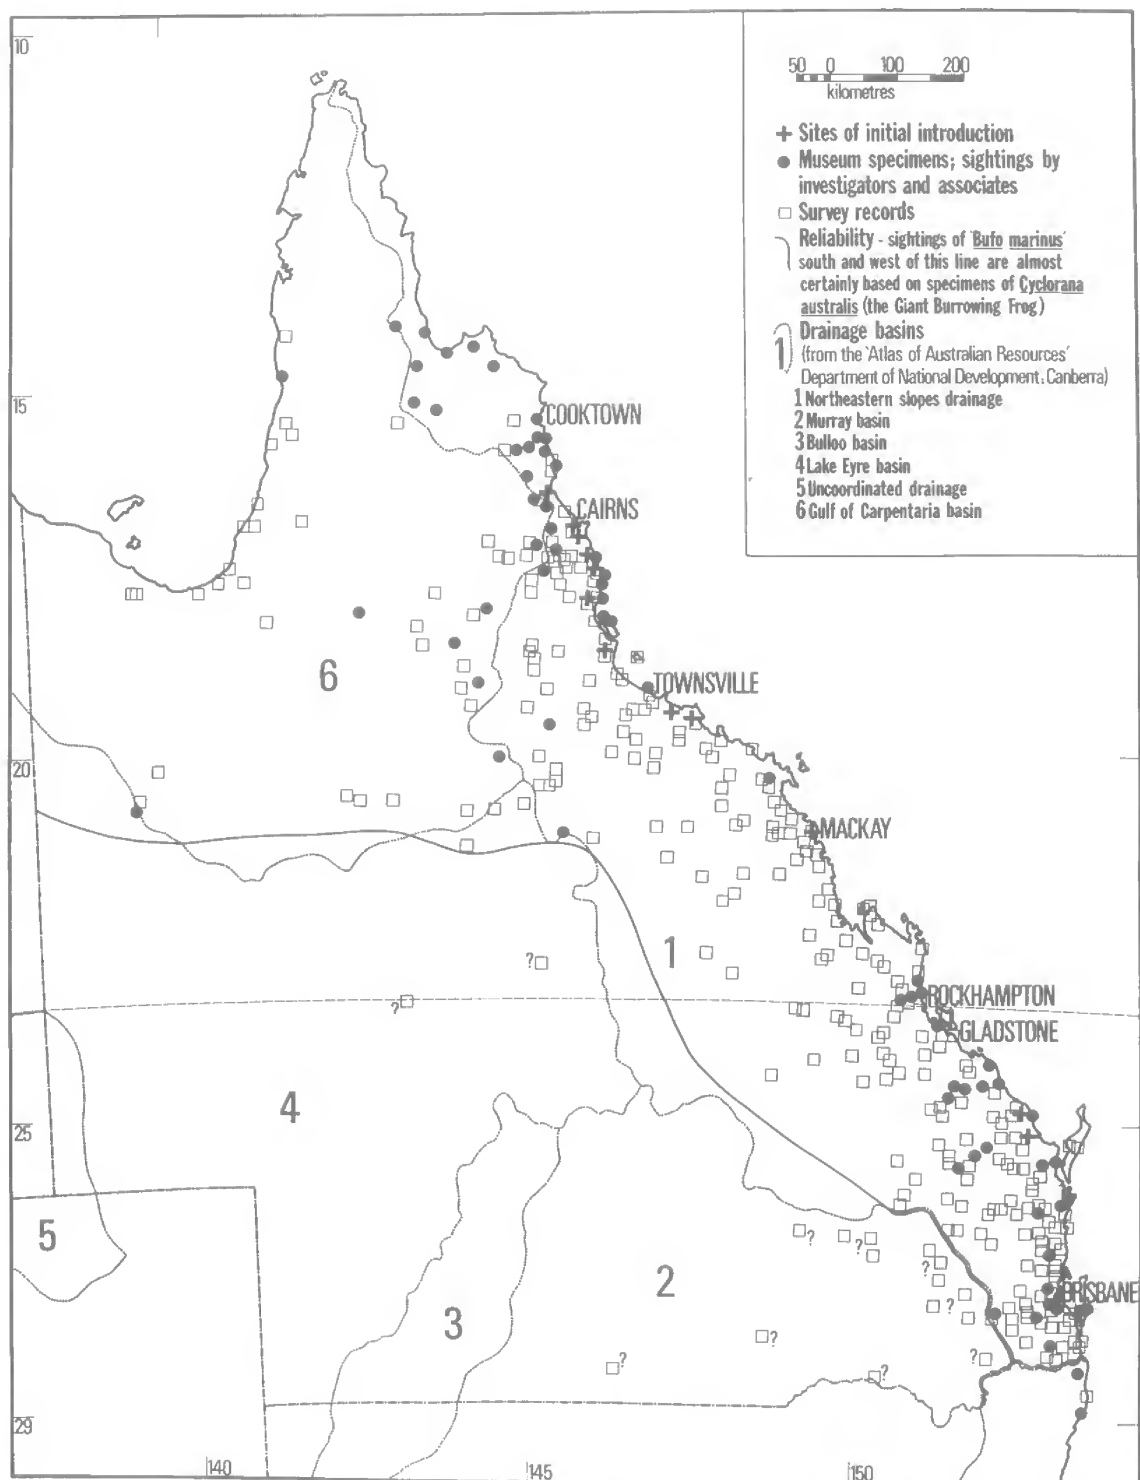 10
50 0 100 200
kilometres
Sites of initial introduction
Museum specimens; sightings by
investigators and associates
Survey records
Reliability - sightings of 'Bufo marinus'
south and west of this line are almost
certainly based on specimens of Cyclorana
australis (the Giant Burrowing Frog)
Drainage basins
1 (from the 'Atlas of Australian Resources'
Department of National Development, Canberra)
1 Northeastern slopes drainage
2 Murray basin
3 Bulloo basin
4 Lake Eyre basin
5 Uncoordinated drainage
6 Gulf of Carpentaria basin
15
COOKTOWN
CAIRNS
6
TOWNSVILLE
20
MACKAY
1
?
?
ROCKHAMPTON
GLADSTONE
4
25
5
? ?
?
2
BRISBANE
?
3
?
?
?
?
29
140 145 150